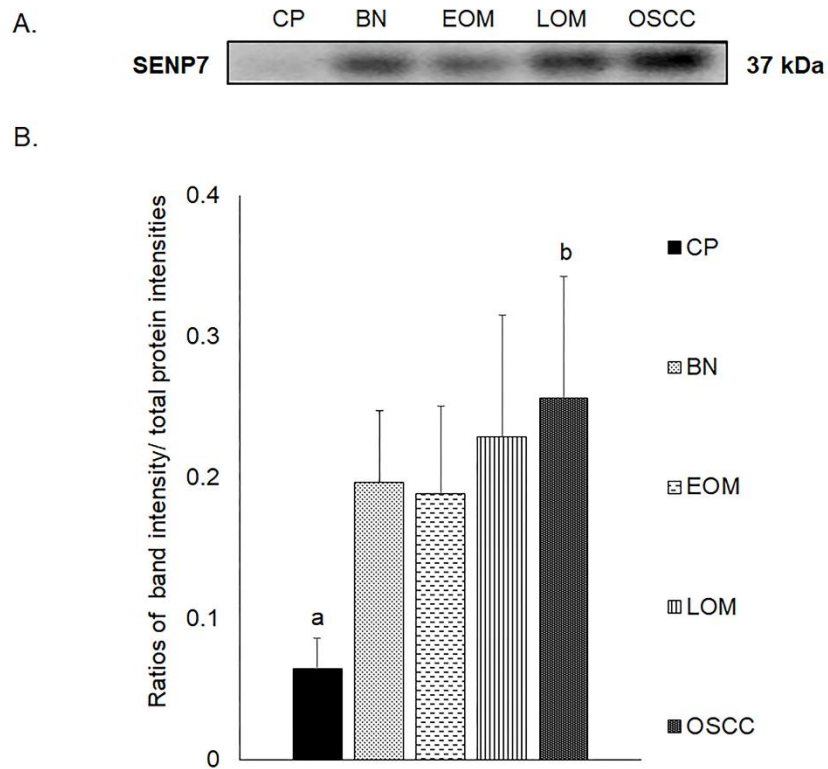 A.
CP BN EOM LOM OSCC
SENP7 37 kDa
B.
Ratios of band intensity/ total protein intensities
0.4
0.3
0.2
0.1
0
a
b
CP
BN
EOM
LOM
OSCC